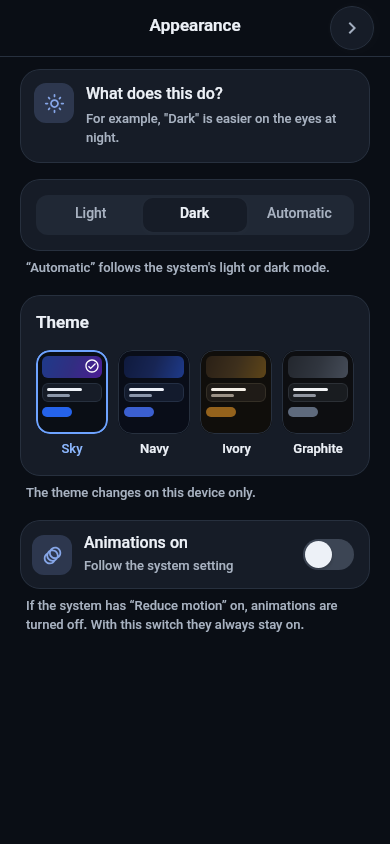 Appearance
What does this do?
For example, "Dark" is easier on the eyes at
night.
Light
Dark
Automatic
“Automatic” follows the system's light or dark mode.
Theme
Sky
Navy
Ivory
Graphite
The theme changes on this device only.
Animations on
Follow the system setting
If the system has “Reduce motion” on, animations are
turned off. With this switch they always stay on.